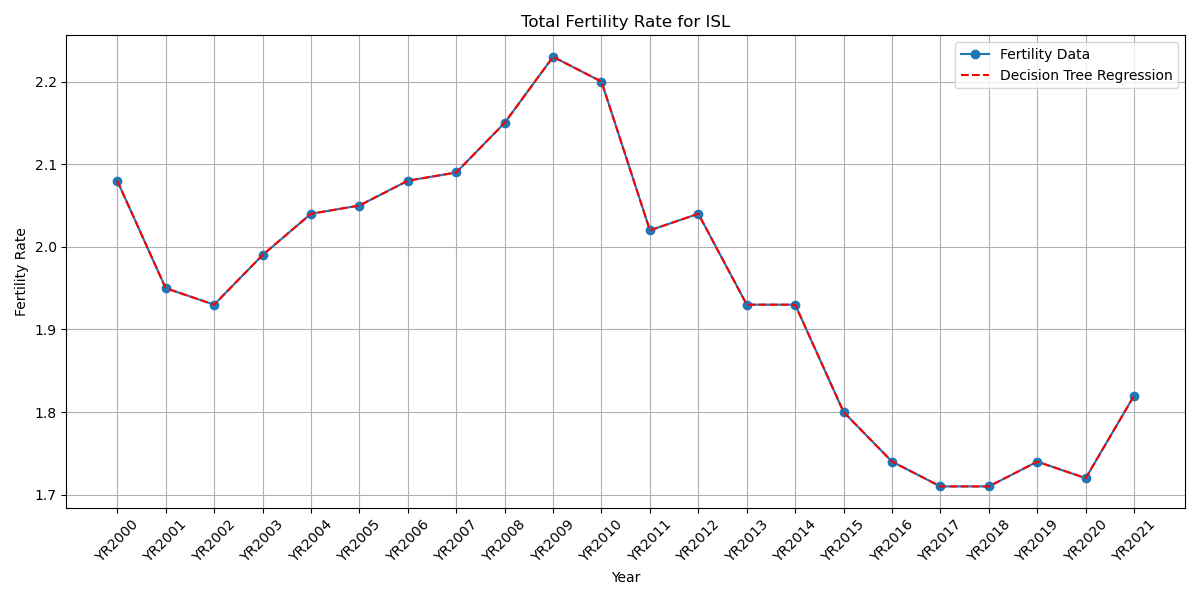 Total Fertility Rate for ISL
Fertility Data
Decision Tree Regression
Fertility Rate
2.2
2.1
2.0
1.9
1.8
1.7
YR2000
YR2001
YR2002
YR2003
YR2004
YR2005
YR2006
YR2007
YR2008
YR2009
YR2010
YR2011
YR2012
YR2013
YR2014
YR2015
YR2016
YR2017
YR2018
YR2019
YR2020
YR2021
Year